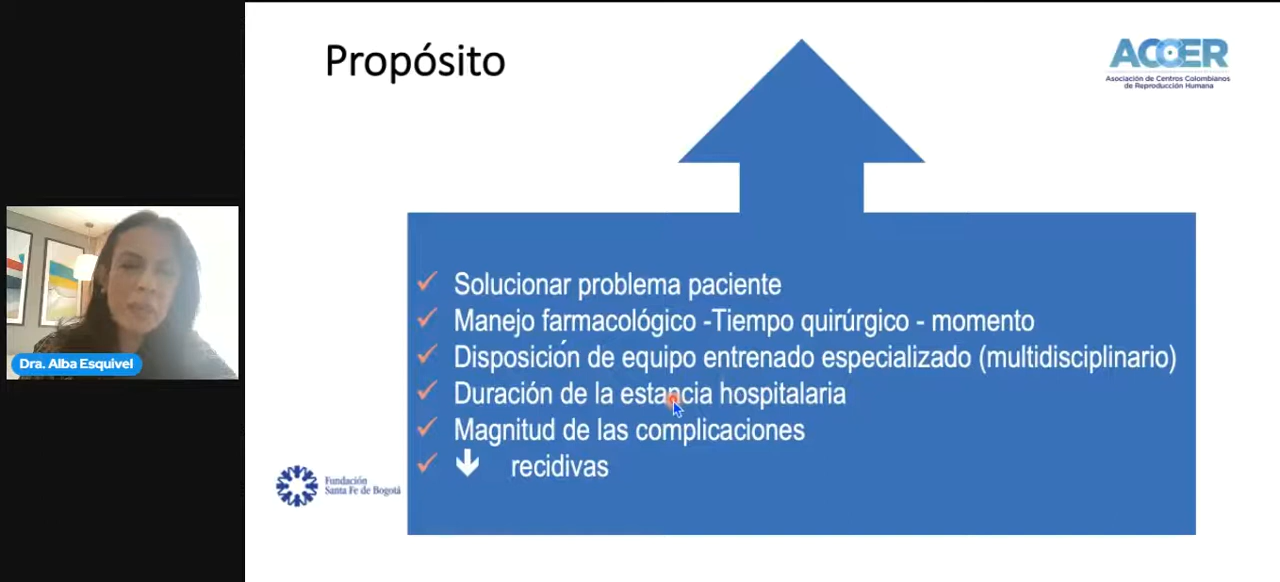 Propósito
ACCER
Asociación de Centros Colombianos
de Reproducción Humana
✓ Solucionar problema paciente
✓ Manejo farmacológico -Tiempo quirúrgico - momento
✓ Disposición de equipo entrenado especializado (multidisciplinario)
✓ Duración de la estancia hospitalaria
✓ Magnitud de las complicaciones
✓ ↓ recidivas
Dra. Alba Esquivel
Fundación
Santa Fe de Bogotá